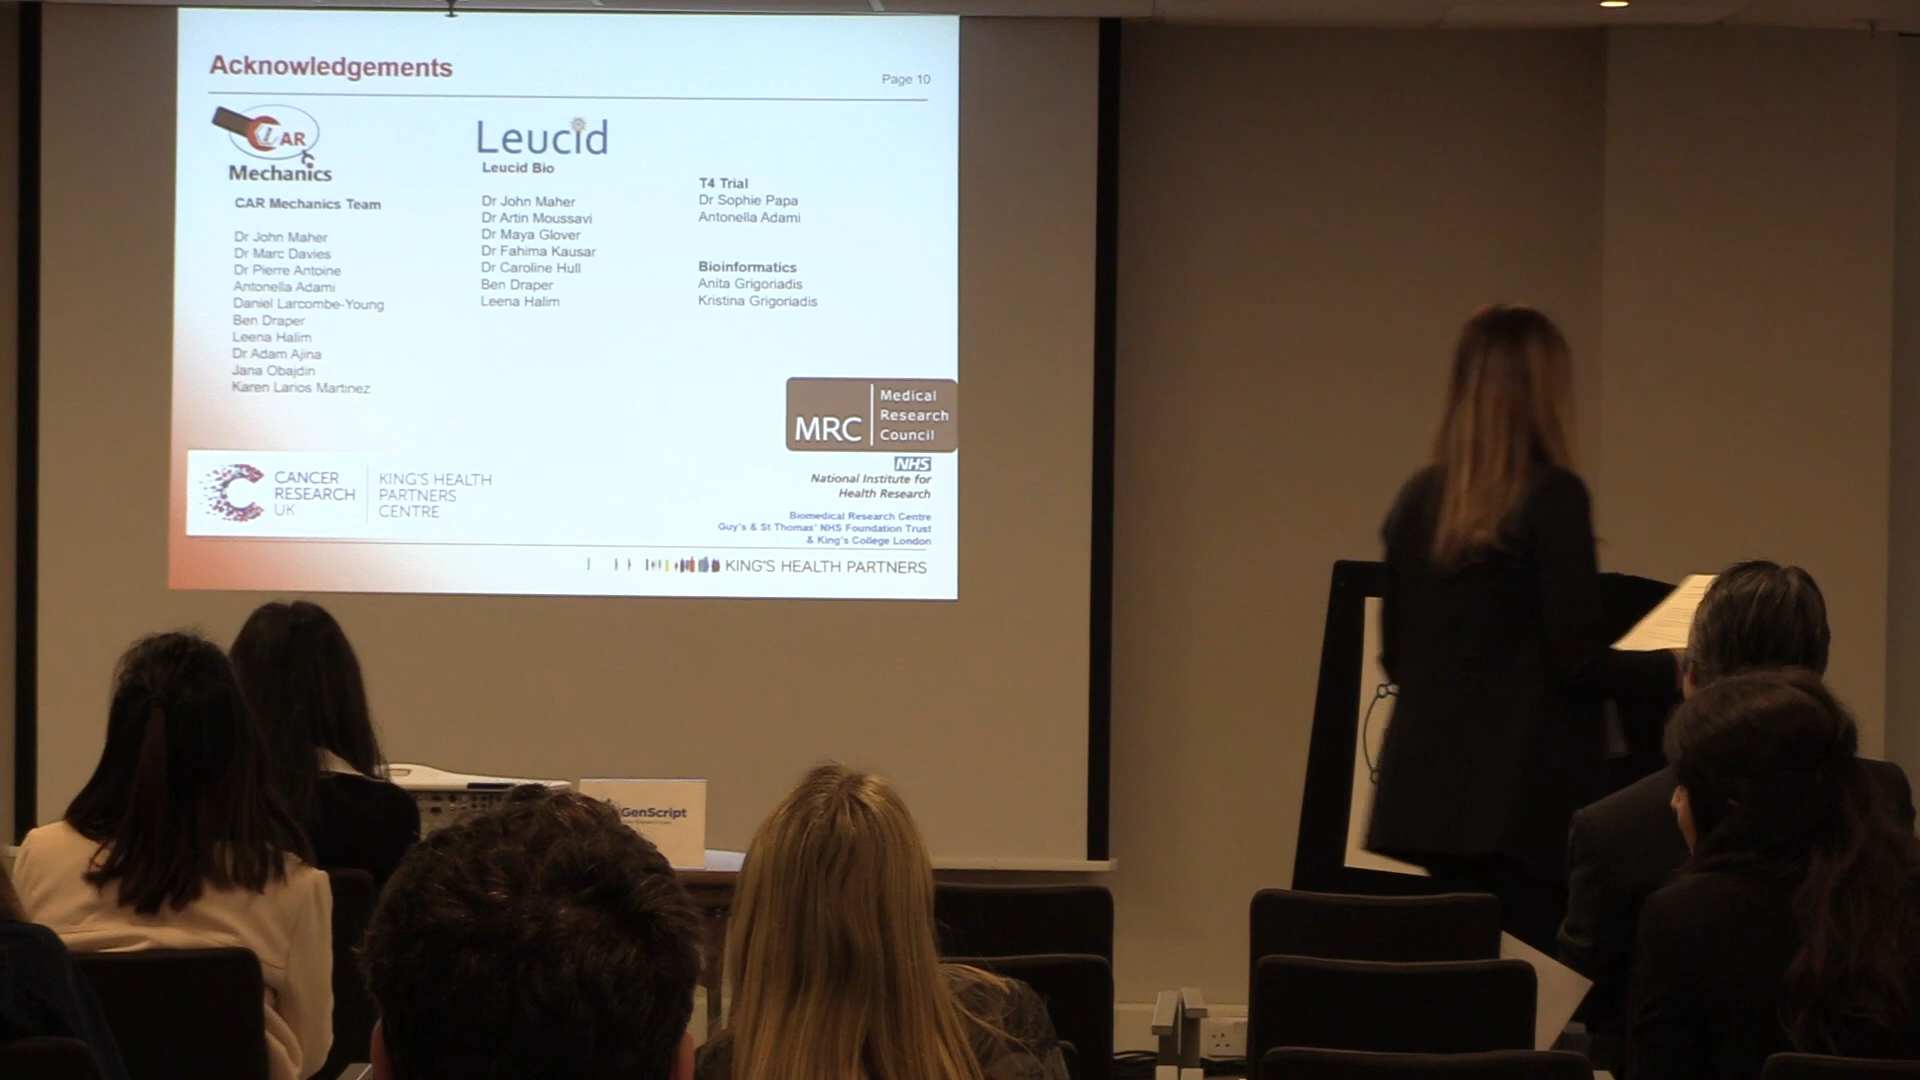 Acknowledgements
Page 10
CAR
Mechanics
CAR Mechanics Team
Dr John Maher
Dr Marc Davies
Dr Pierre Antoine
Antonella Adami
Daniel Larcombe-Young
Ben Draper
Leena Halim
Dr Adam Ajina
Jana Obajdin
Karen Larios Martinez
Leucid
Leucid Bio
Dr John Maher
Dr Artin Moussavi
Dr Maya Glover
Dr Fahima Kausar
Dr Caroline Hull
Ben Draper
Leena Halim
T4 Trial
Dr Sophie Papa
Antonella Adami
Bioinformatics
Anita Grigoriadis
Kristina Grigoriadis
MRC
Medical
Research
Council
CANCER
RESEARCH
UK
KING'S HEALTH
PARTNERS
CENTRE
NHS
National Institute for
Health Research
Biomedical Research Centre
Guy's & St Thomas' NHS Foundation Trust
& King's College London
KING'S HEALTH PARTNERS
GenScript